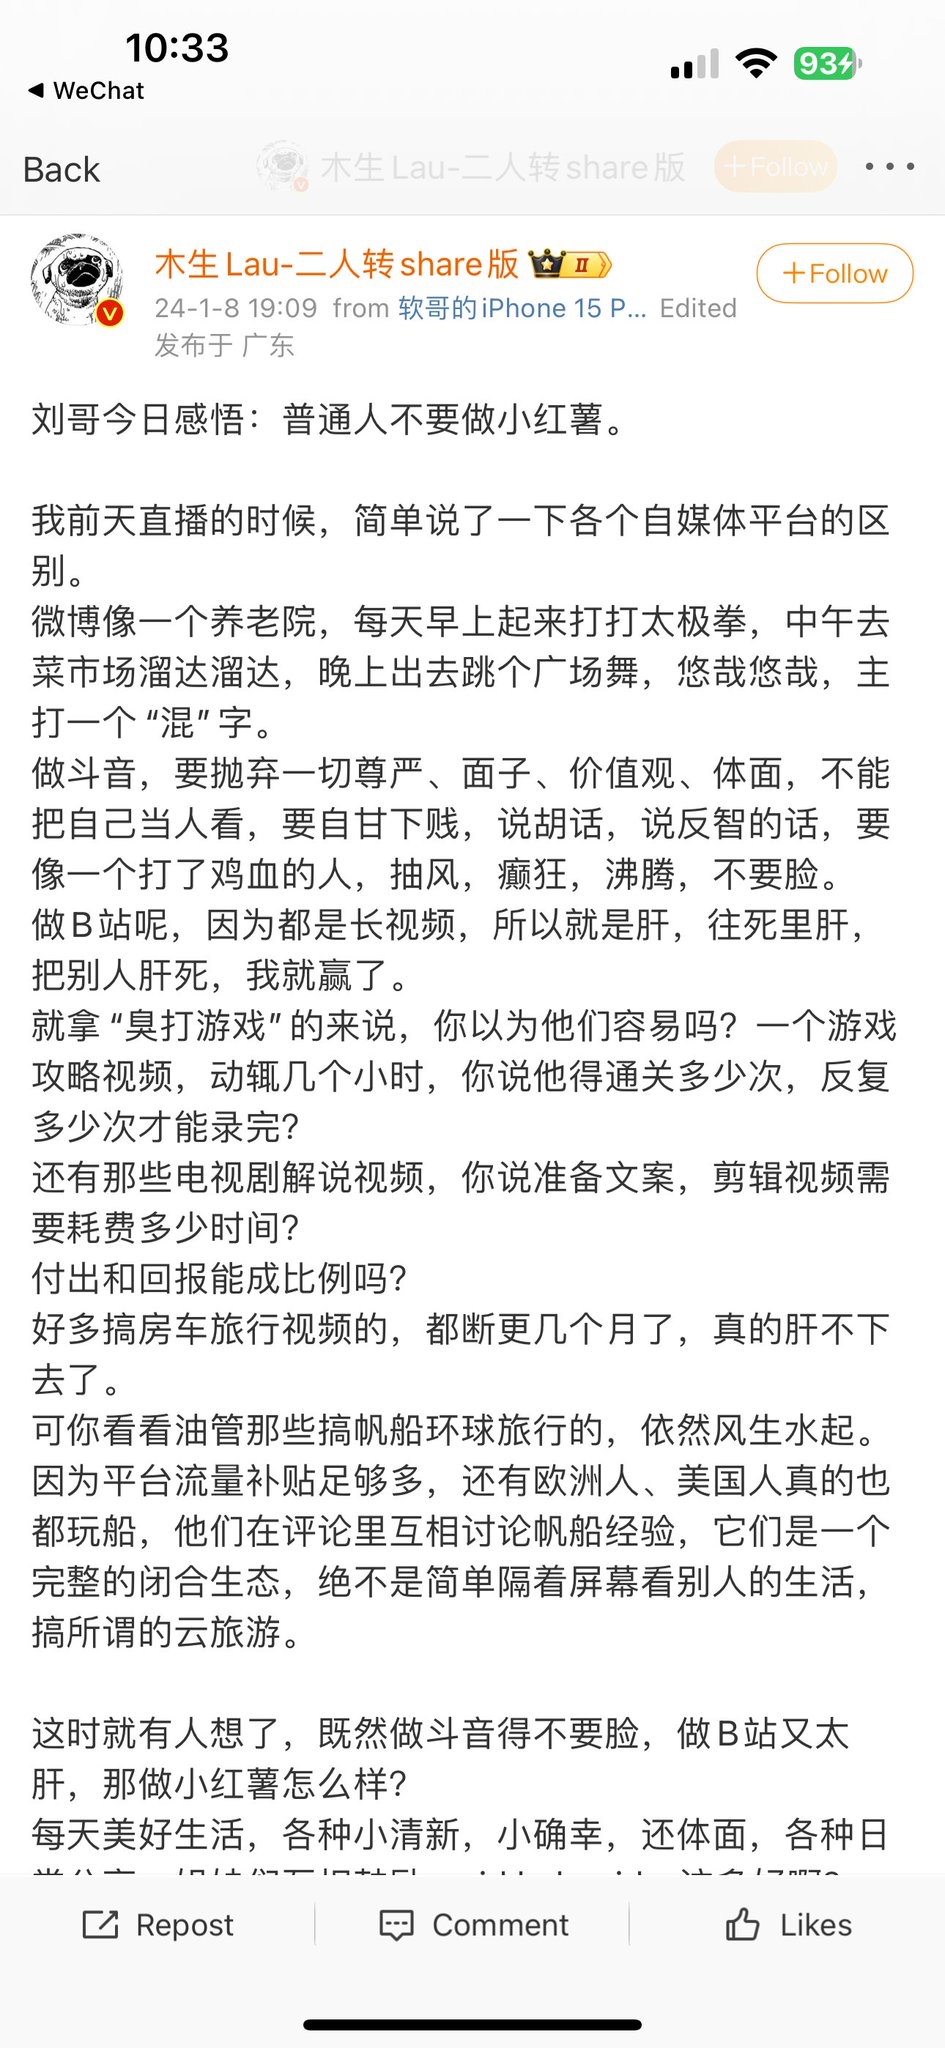 10:33
93
◀ WeChat
Back
木生Lau-二人转share版
+Follow
木生Lau-二人转share版
II
+Follow
24-1-8 19:09 from 软哥的iPhone 15 P... Edited
发布于 广东
刘哥今日感悟：普通人不要做小红薯。
我前天直播的时候，简单说了一下各个自媒体平台的区
别。
微博像一个养老院，每天早上起来打打太极拳，中午去
菜市场溜达溜达，晚上出去跳个广场舞，悠哉悠哉，主
打一个“混”字。
做斗音，要抛弃一切尊严、面子、价值观、体面，不能
把自己当人看，要自甘下贱，说胡话，说反智的话，要
像一个打了鸡血的人，抽风，癫狂，沸腾，不要脸。
做B站呢，因为都是长视频，所以就是肝，往死里肝，
把别人肝死，我就赢了。
就拿“臭打游戏”的来说，你以为他们容易吗？一个游戏
攻略视频，动辄几个小时，你说他得通关多少次，反复
多少次才能录完？
还有那些电视剧解说视频，你说准备文案，剪辑视频需
要耗费多少时间？
付出和回报能成比例吗？
好多搞房车旅行视频的，都断更几个月了，真的肝不下
去了。
可你看看油管那些搞帆船环球旅行的，依然风生水起。
因为平台流量补贴足够多，还有欧洲人、美国人真的也
都玩船，他们在评论里互相讨论帆船经验，它们是一个
完整的闭合生态，绝不是简单隔着屏幕看别人的生活，
搞所谓的云旅游。
这时就有人想了，既然做斗音得不要脸，做B站又太
肝，那做小红薯怎么样？
每天美好生活，各种小清新，小确幸，还体面，各种日
Repost
Comment
Likes